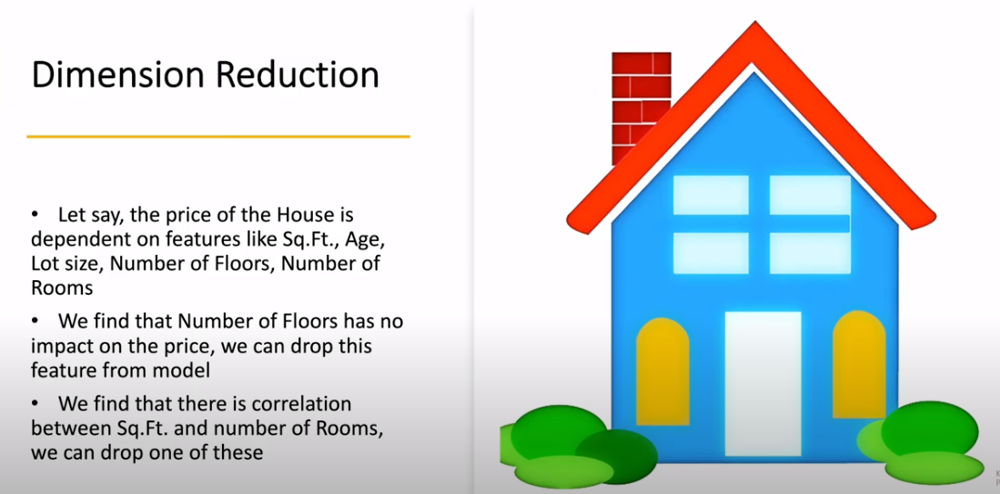 Dimension Reduction
• Let say, the price of the House is
dependent on features like Sq.Ft., Age,
Lot size, Number of Floors, Number of
Rooms
• We find that Number of Floors has no
impact on the price, we can drop this
feature from model
• We find that there is correlation
between Sq.Ft. and number of Rooms,
we can drop one of these